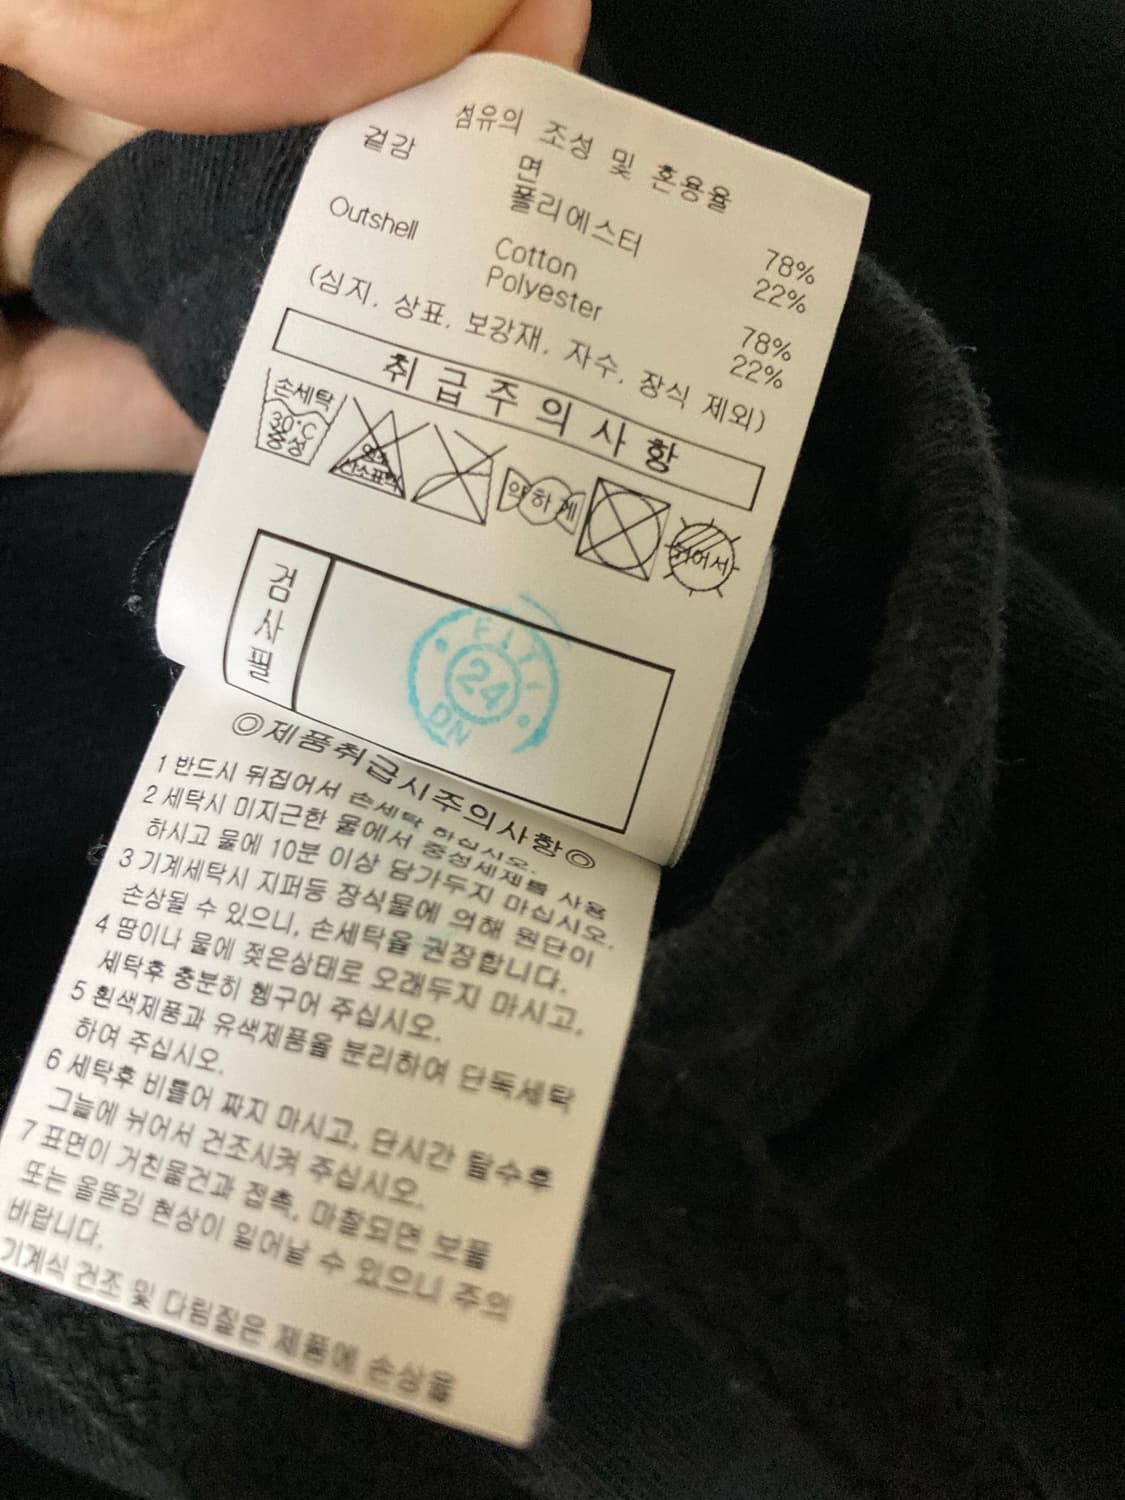 섬유의 조성 및 혼용율
겉감 면 78%
폴리에스터 22%
Outshell Cotton 78%
Polyester 22%
(심지, 상표, 보강재, 자수, 장식 제외)
취급주의사항
손세탁 30°C 중성
염소 산소표백
약하게
뉘어서
검사필
FITI 24 DN
◎제품취급시주의사항◎
1 반드시 뒤집어서 손세탁 하십시오.
2 세탁시 미지근한 물에서 중성세제를 사용
하시고 물에 10분 이상 담가두지 마십시오.
3 기계세탁시 지퍼등 장식물에 의해 원단이
손상될 수 있으니, 손세탁을 권장합니다.
4 땀이나 물에 젖은상태로 오래두지 마시고,
세탁후 충분히 헹구어 주십시오.
5 흰색제품과 유색제품을 분리하여 단독세탁
하여 주십시오.
6 세탁후 비틀어 짜지 마시고, 단시간 탈수후
그늘에 뉘어서 건조시켜 주십시오.
7 표면이 거친물건과 접촉, 마찰되면 보풀
또는 올뜯김 현상이 일어날 수 있으니 주의
바랍니다.
기계식 건조 및 다림질은 제품에 손상을